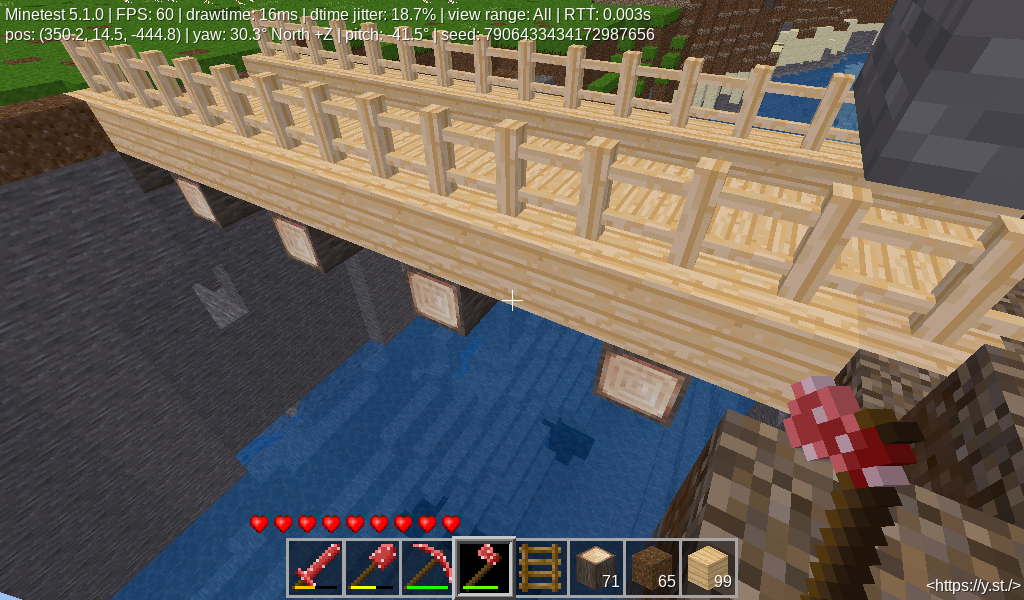 Minetest 5.1.0 | FPS: 60 | drawtime: 16ms | dtime jitter: 18.7% | view range: All | RTT: 0.003s
pos: (350.2, 14.5, -444.8) | yaw: 30.3° North +Z | pitch: -41.5° | seed: 7906433434172987656
71 65 99
<https://y.st./>